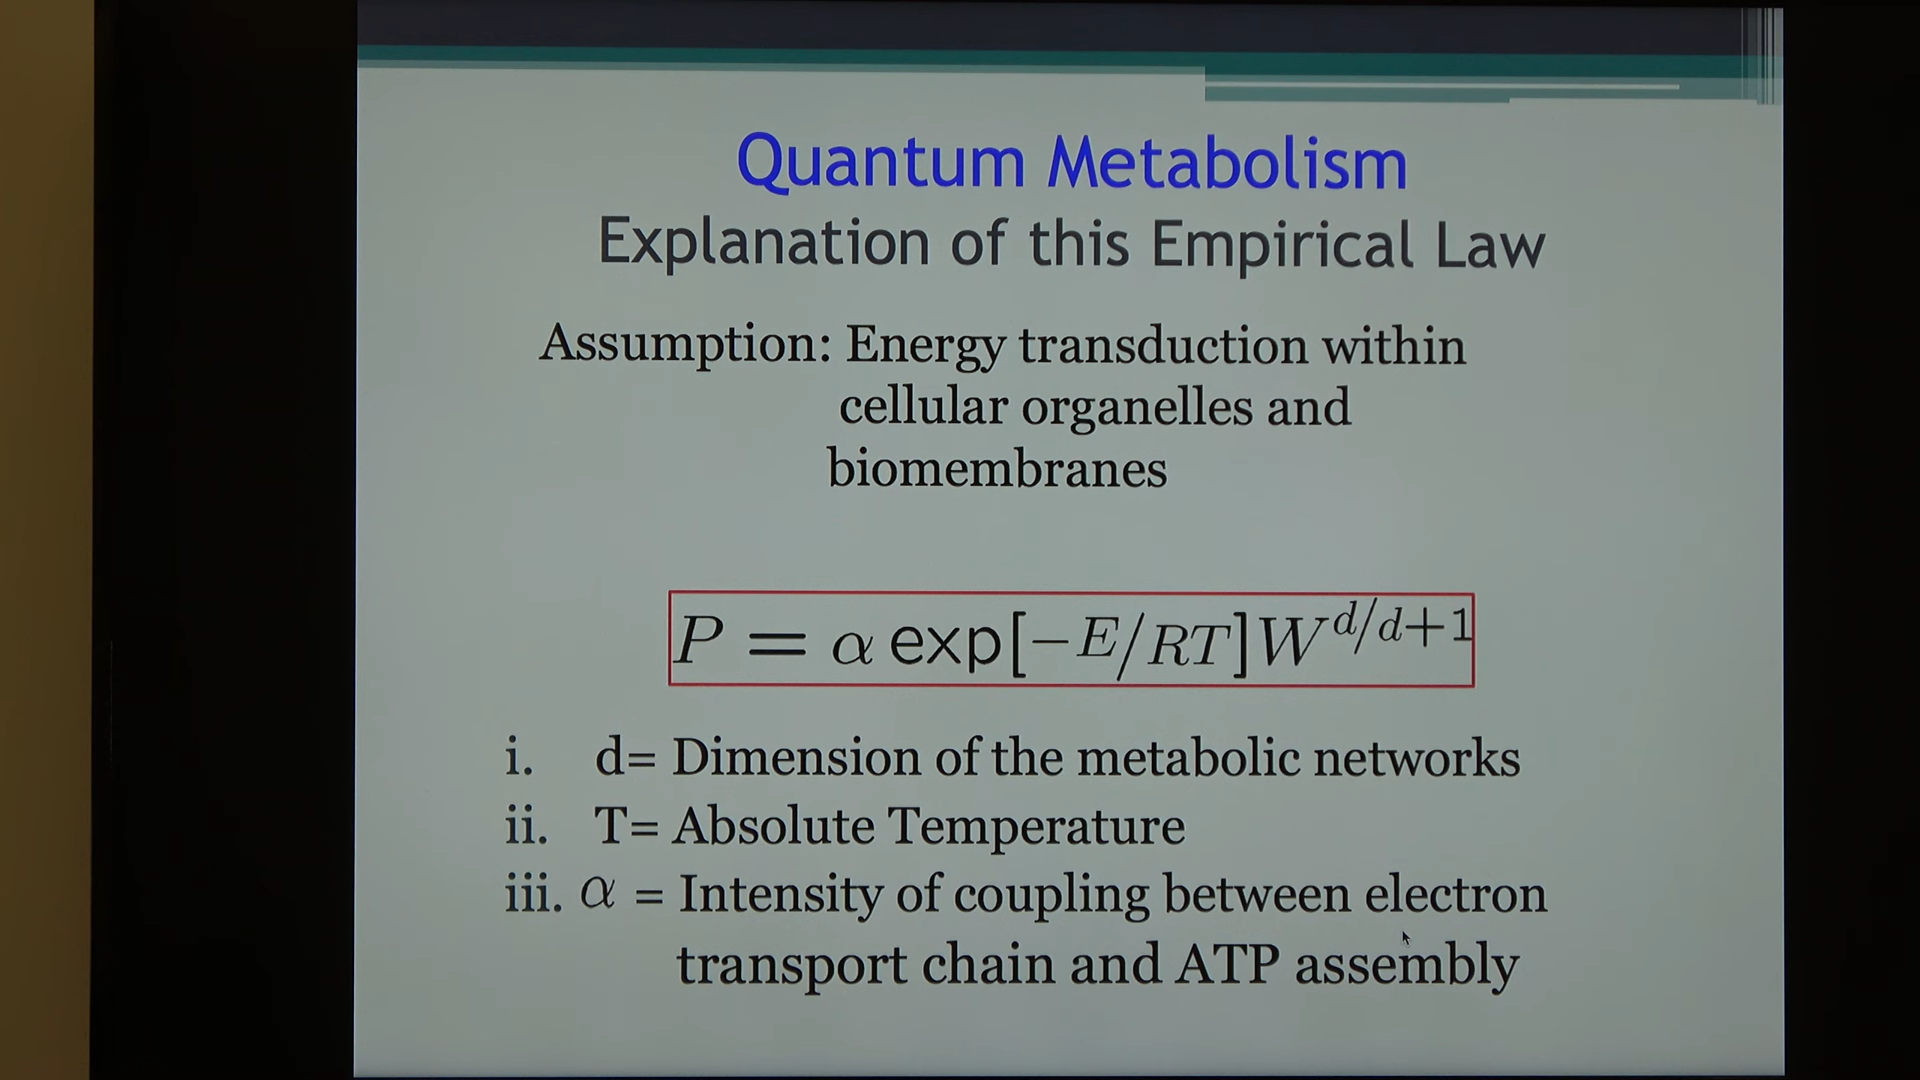 Quantum Metabolism
Explanation of this Empirical Law
Assumption: Energy transduction within
cellular organelles and
biomembranes
P = α exp[−E/RT]W^{d/d+1}
i. d= Dimension of the metabolic networks
ii. T= Absolute Temperature
iii. α = Intensity of coupling between electron
transport chain and ATP assembly